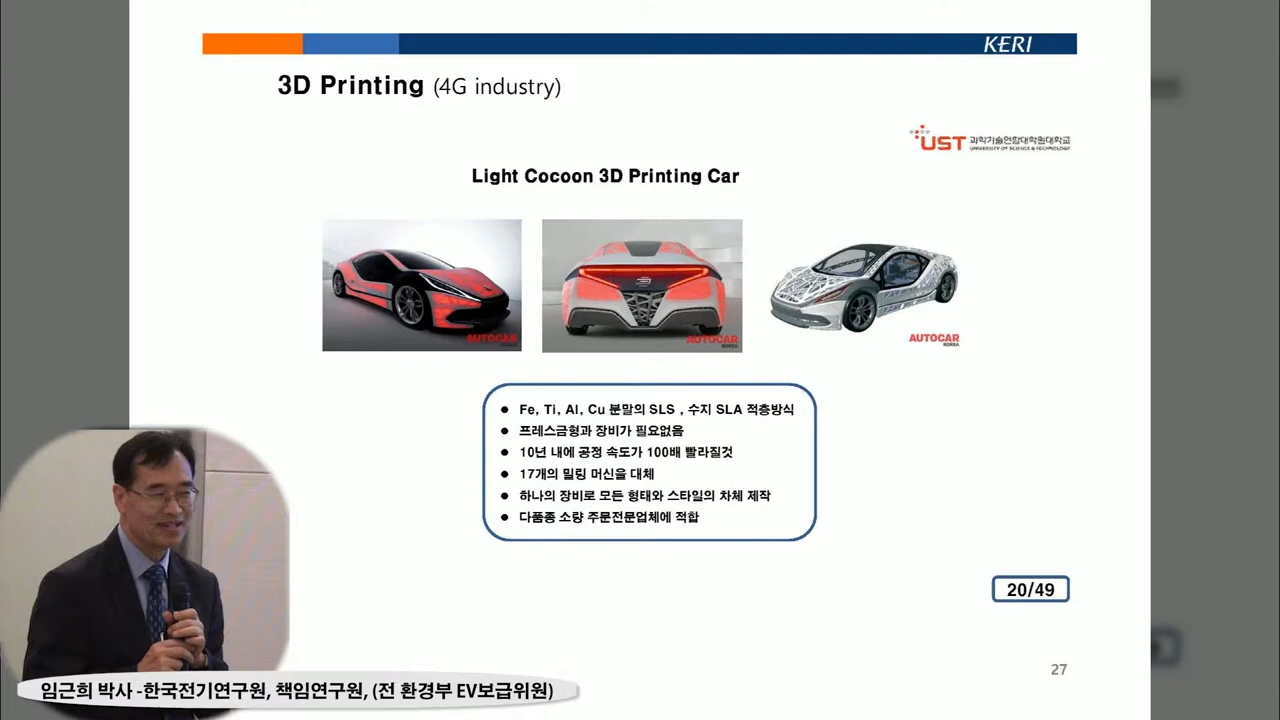 KERI
3D Printing (4G industry)
UST 과학기술연합대학원대학교
UNIVERSITY OF SCIENCE & TECHNOLOGY
Light Cocoon 3D Printing Car
AUTOCAR
KOREA
AUTOCAR
KOREA
AUTOCAR
KOREA
● Fe, Ti, Al, Cu 분말의 SLS , 수지 SLA 적층방식
● 프레스금형과 장비가 필요없음
● 10년 내에 공정 속도가 100배 빨라질것
● 17개의 밀링 머신을 대체
● 하나의 장비로 모든 형태와 스타일의 차체 제작
● 다품종 소량 주문전문업체에 적합
20/49
27
임근희 박사 -한국전기연구원, 책임연구원, (전 환경부 EV보급위원)